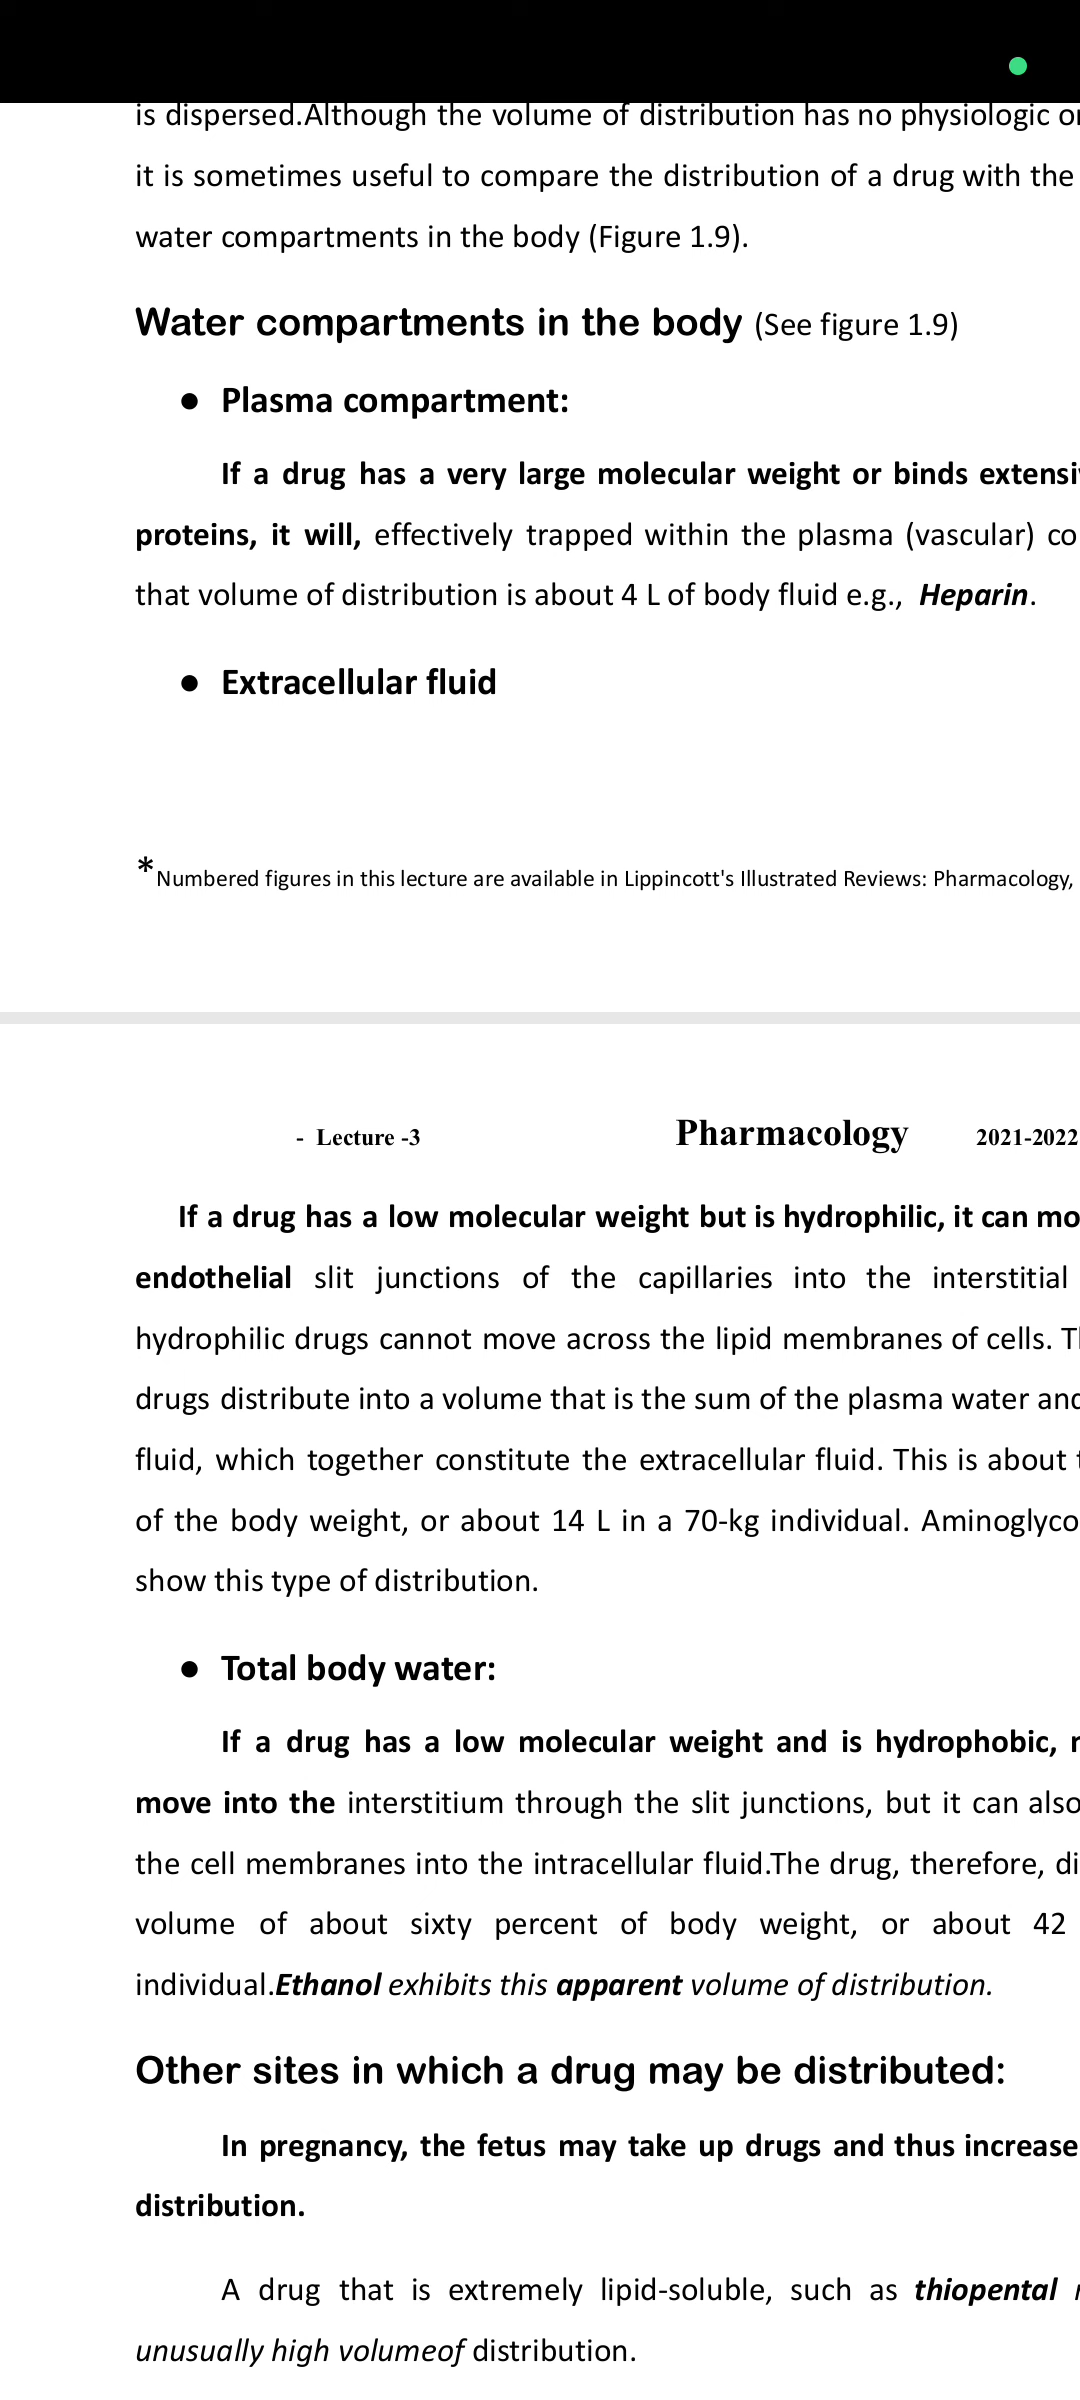 is dispersed.Although the volume of distribution has no physiologic or
it is sometimes useful to compare the distribution of a drug with the
water compartments in the body (Figure 1.9).
Water compartments in the body (See figure 1.9)
● Plasma compartment:
If a drug has a very large molecular weight or binds extensiv
proteins, it will, effectively trapped within the plasma (vascular) co
that volume of distribution is about 4 L of body fluid e.g., Heparin.
● Extracellular fluid
*Numbered figures in this lecture are available in Lippincott's Illustrated Reviews: Pharmacology,
- Lecture -3 Pharmacology 2021-2022
If a drug has a low molecular weight but is hydrophilic, it can mo
endothelial slit junctions of the capillaries into the interstitial
hydrophilic drugs cannot move across the lipid membranes of cells. Th
drugs distribute into a volume that is the sum of the plasma water and
fluid, which together constitute the extracellular fluid. This is about t
of the body weight, or about 14 L in a 70-kg individual. Aminoglyco
show this type of distribution.
● Total body water:
If a drug has a low molecular weight and is hydrophobic, n
move into the interstitium through the slit junctions, but it can also
the cell membranes into the intracellular fluid.The drug, therefore, di
volume of about sixty percent of body weight, or about 42
individual.Ethanol exhibits this apparent volume of distribution.
Other sites in which a drug may be distributed:
In pregnancy, the fetus may take up drugs and thus increase
distribution.
A drug that is extremely lipid-soluble, such as thiopental
unusually high volumeof distribution.